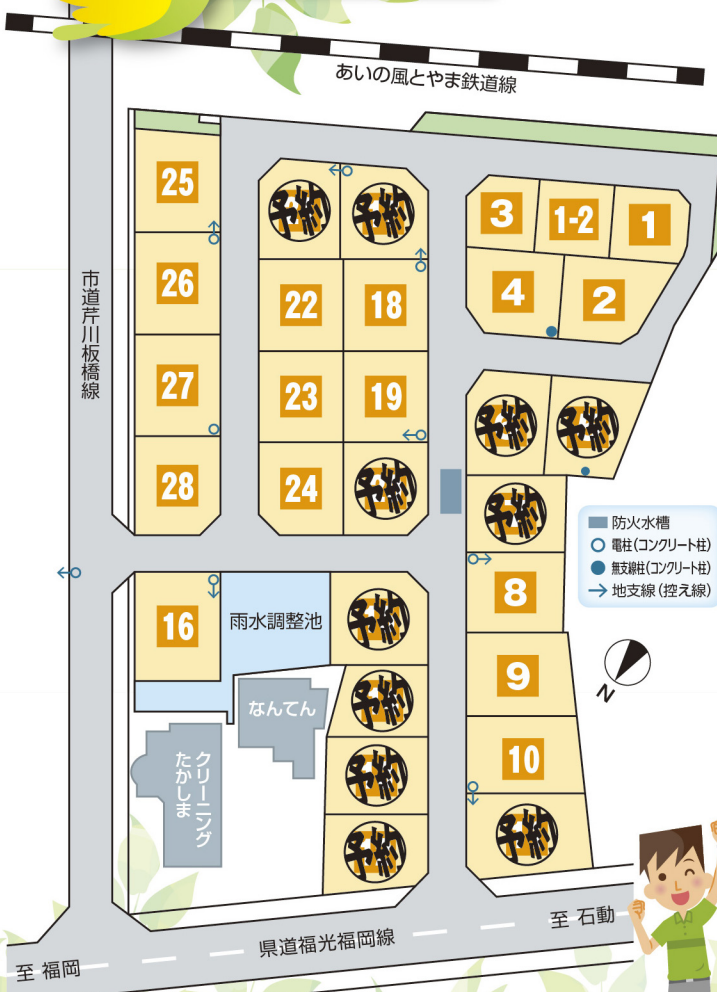 あいの風とやま鉄道線
25
予約
予約
3
1-2
1
26
22
18
4
2
市道芹川板橋線
27
23
19
予約
予約
28
24
予約
予約
防火水槽
電柱(コンクリート柱)
無支線柱(コンクリート柱)
地支線(控え線)
16
雨水調整池
予約
8
N
なんてん
予約
9
クリーニング
たかしま
予約
10
予約
予約
至 石動
県道福光福岡線
至 福岡